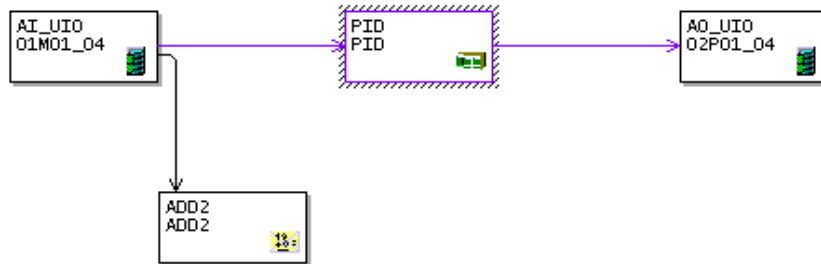 AI_UIO
01M01_04
PID
PID
AO_UIO
02P01_04
ADD2
ADD2